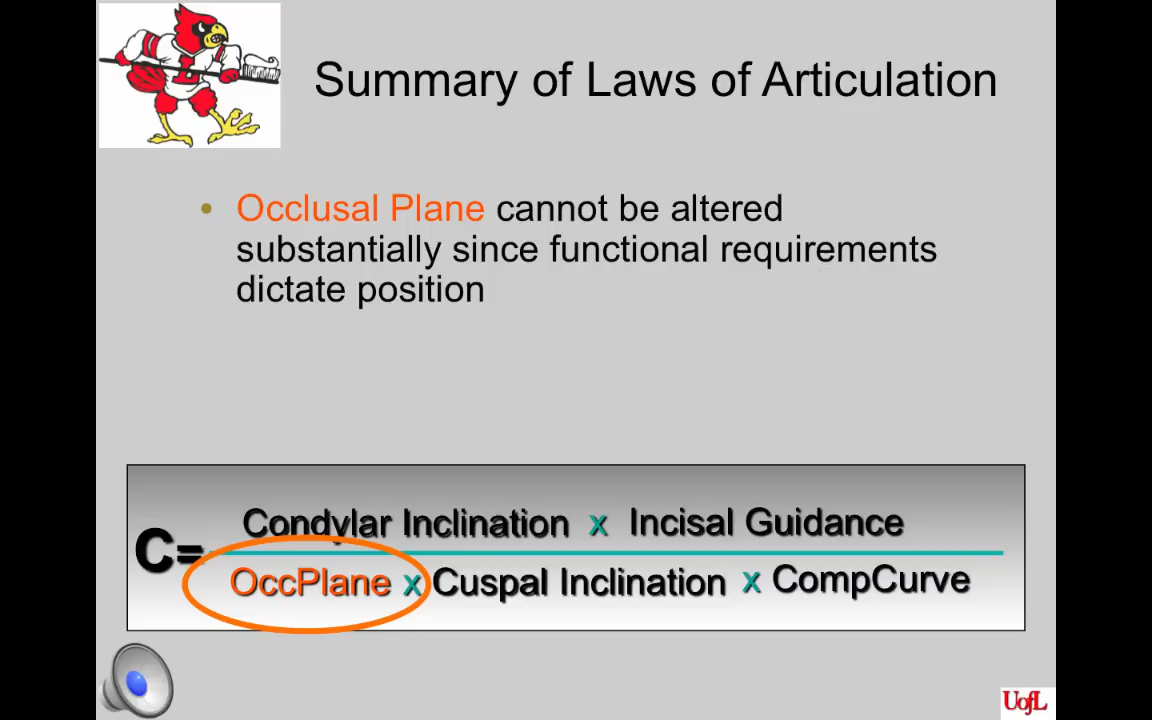 Summary of Laws of Articulation
• Occlusal Plane cannot be altered
substantially since functional requirements
dictate position
C=
Condylar Inclination x Incisal Guidance
OccPlane x Cuspal Inclination x CompCurve
UofL